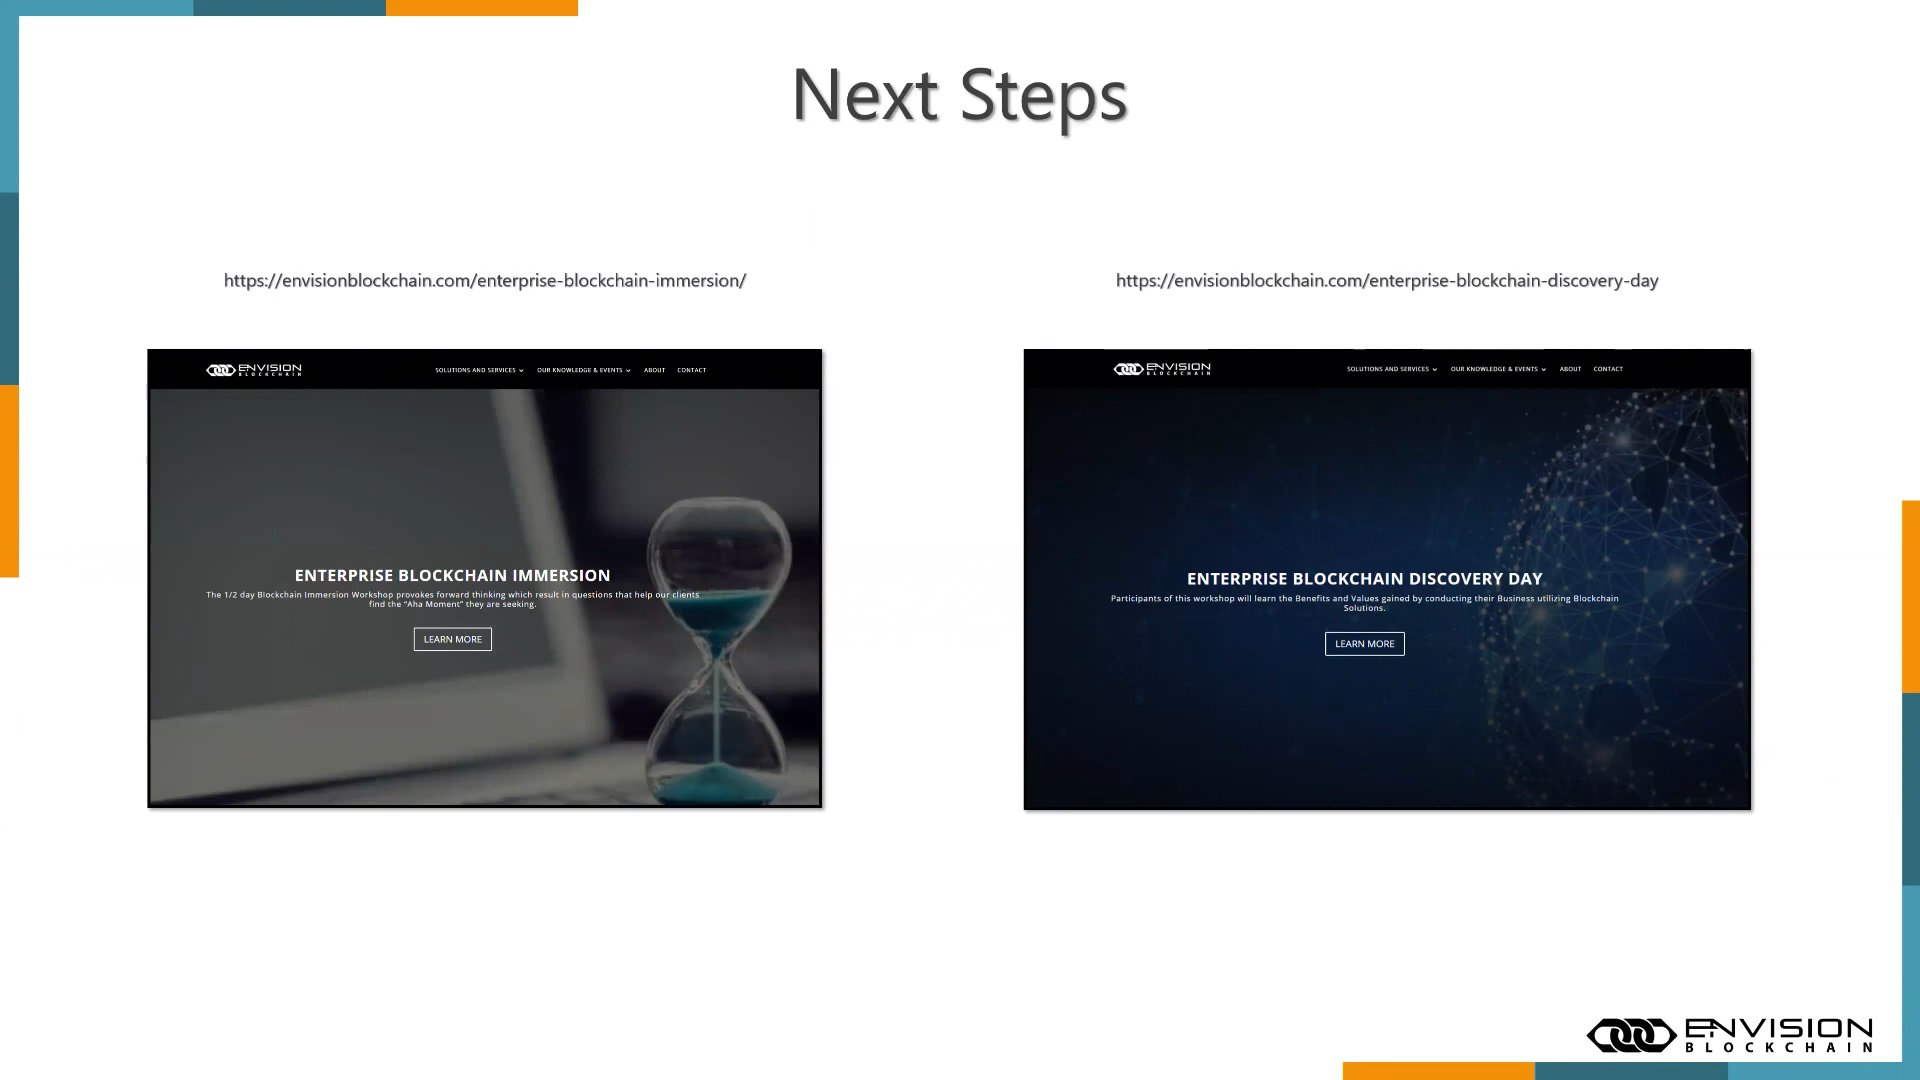 Next Steps
https://envisionblockchain.com/enterprise-blockchain-immersion/
https://envisionblockchain.com/enterprise-blockchain-discovery-day
ENVISION
BLOCKCHAIN
SOLUTIONS AND SERVICES
OUR KNOWLEDGE & EVENTS
ABOUT
CONTACT
ENTERPRISE BLOCKCHAIN IMMERSION
The 1/2 day Blockchain Immersion Workshop provokes forward thinking which result in questions that help our clients
find the “Aha Moment” they are seeking.
LEARN MORE
ENVISION
BLOCKCHAIN
SOLUTIONS AND SERVICES
OUR KNOWLEDGE & EVENTS
ABOUT
CONTACT
ENTERPRISE BLOCKCHAIN DISCOVERY DAY
Participants of this workshop will learn the Benefits and Values gained by conducting their Business utilizing Blockchain
Solutions.
LEARN MORE
ENVISION
BLOCKCHAIN